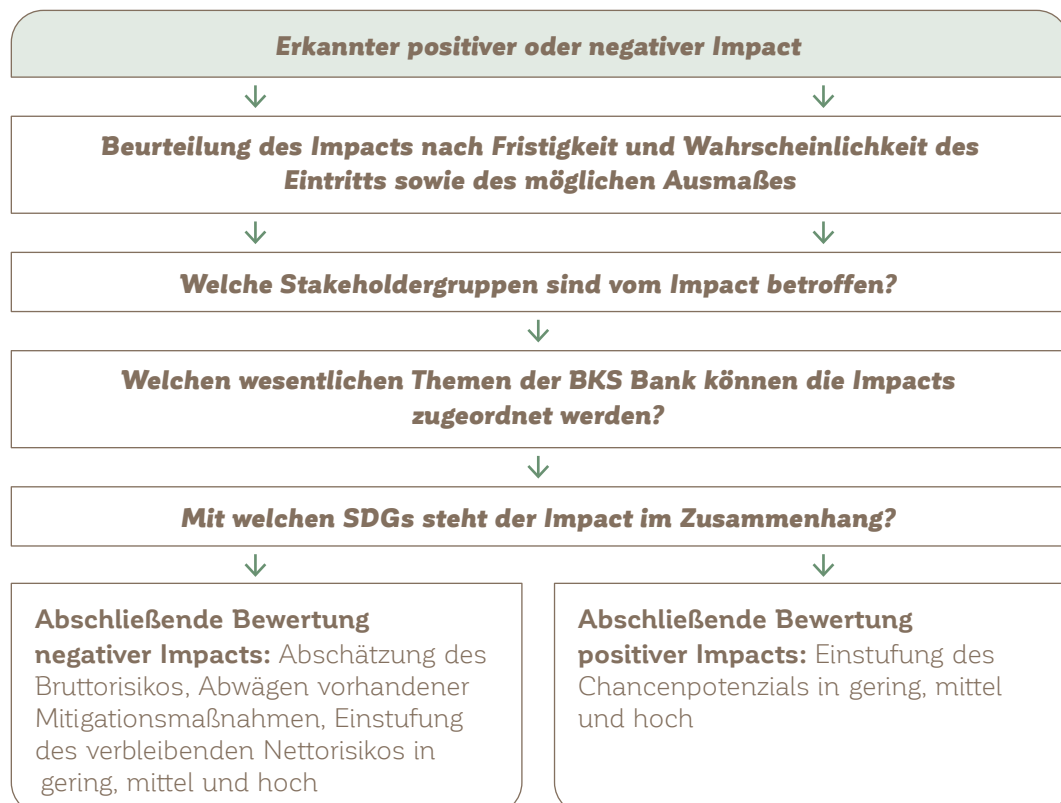 Erkannter positiver oder negativer Impact
Beurteilung des Impacts nach Fristigkeit und Wahrscheinlichkeit des
Eintritts sowie des möglichen Ausmaßes
Welche Stakeholdergruppen sind vom Impact betroffen?
Welchen wesentlichen Themen der BKS Bank können die Impacts
zugeordnet werden?
Mit welchen SDGs steht der Impact im Zusammenhang?
Abschließende Bewertung
negativer Impacts: Abschätzung des
Bruttorisikos, Abwägen vorhandener
Mitigationsmaßnahmen, Einstufung
des verbleibenden Nettorisikos in
gering, mittel und hoch
Abschließende Bewertung
positiver Impacts: Einstufung des
Chancenpotenzials in gering, mittel
und hoch